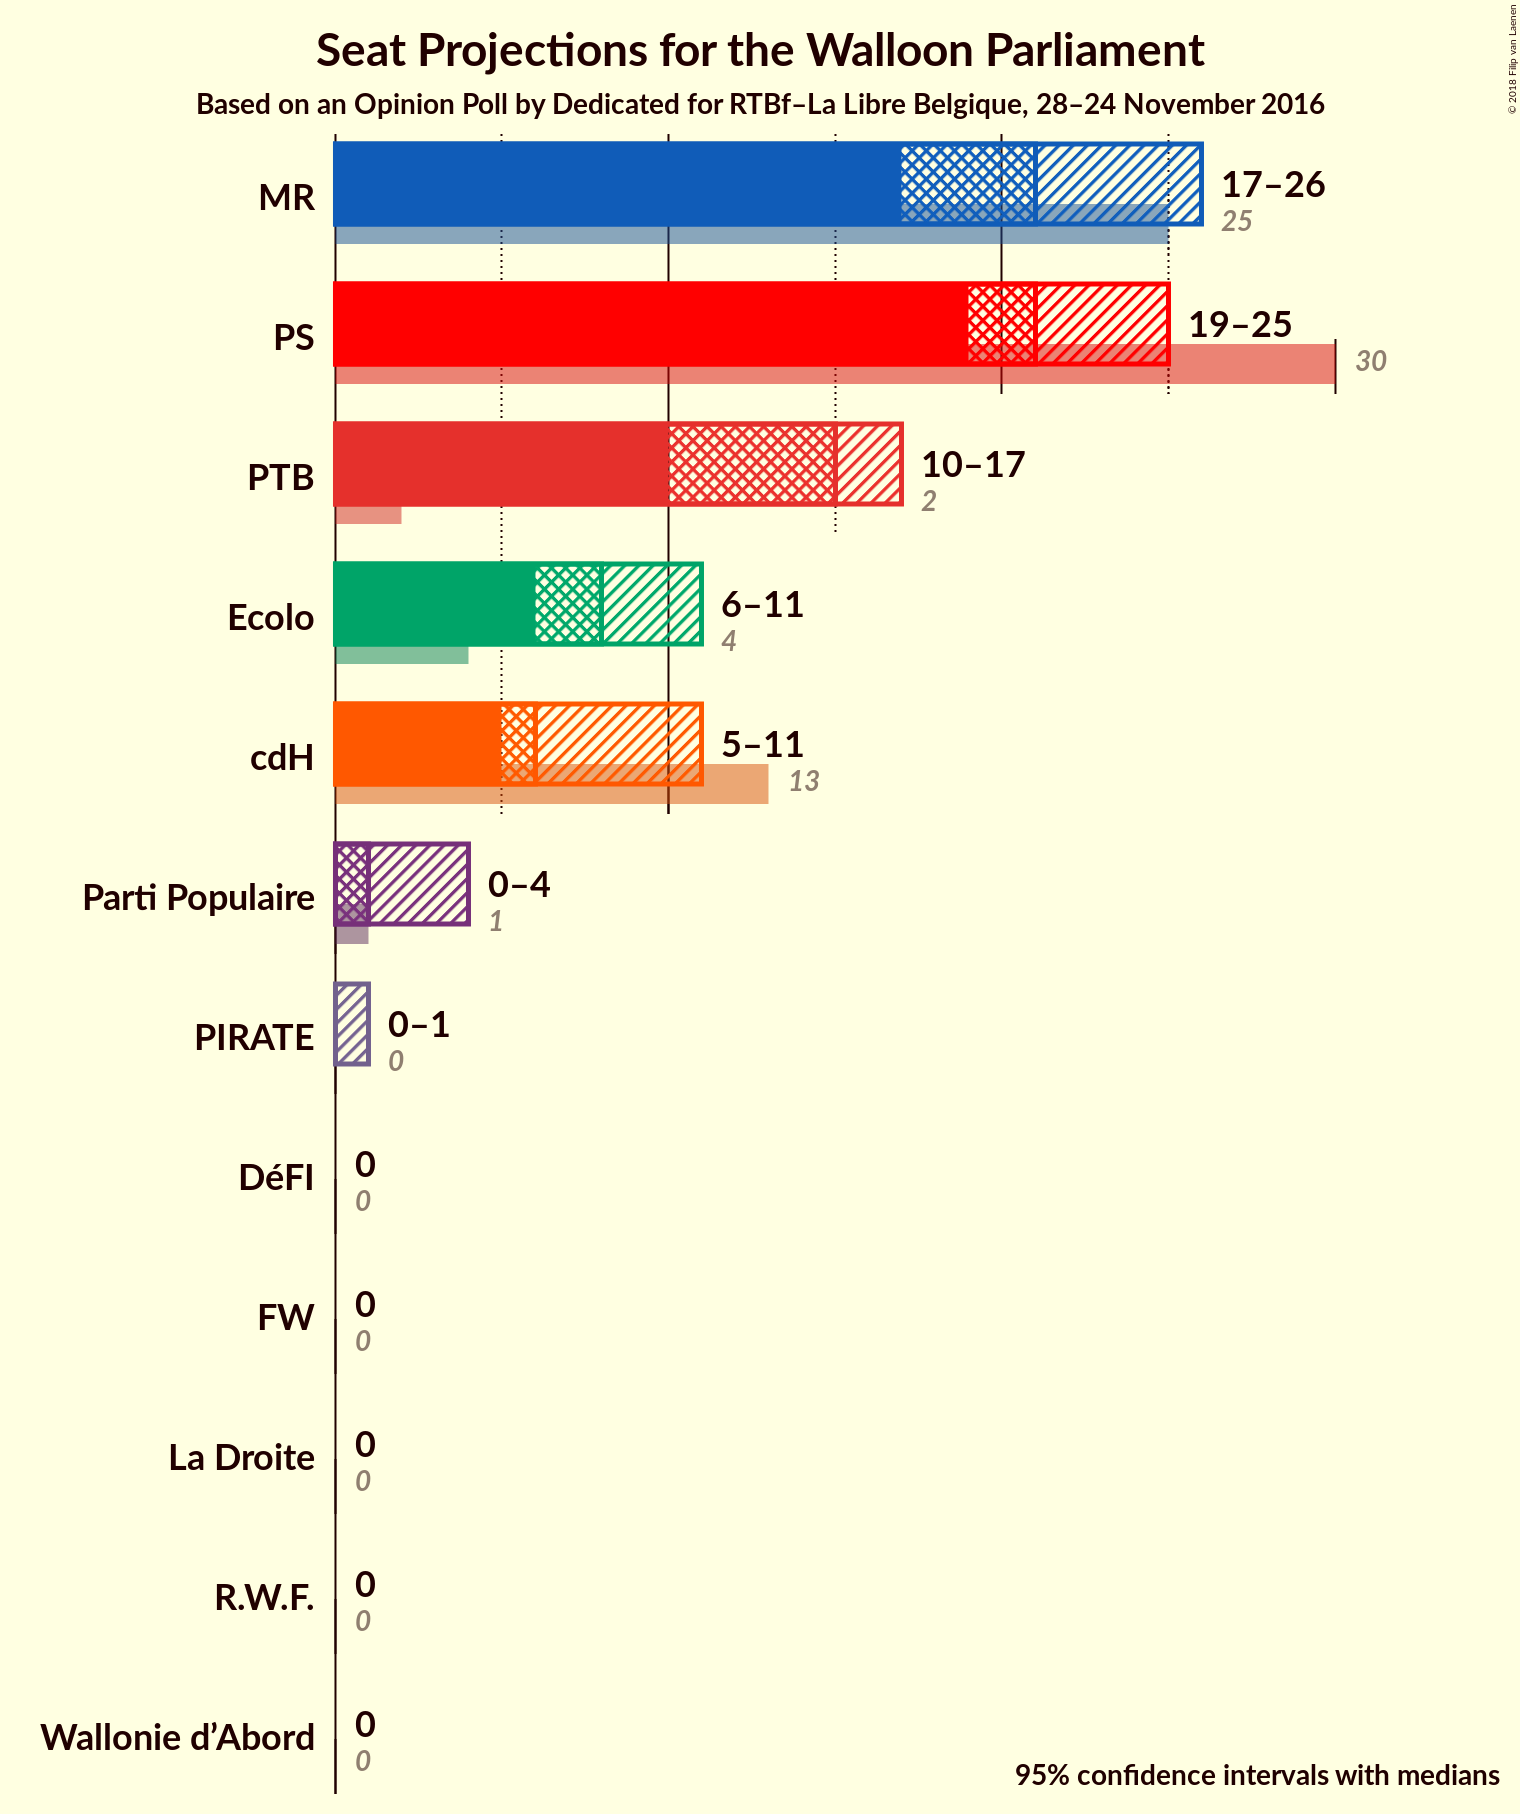 Seat Projections for the Walloon Parliament
Based on an Opinion Poll by Dedicated for RTBf–La Libre Belgique, 28–24 November 2016
© 2018 Filip van Laenen
MR
17–26
25
PS
19–25
30
PTB
10–17
2
Ecolo
6–11
4
cdH
5–11
13
Parti Populaire
0–4
1
PIRATE
0–1
0
DéFI
0
0
FW
0
0
La Droite
0
0
R.W.F.
0
0
Wallonie d’Abord
0
0
95% confidence intervals with medians